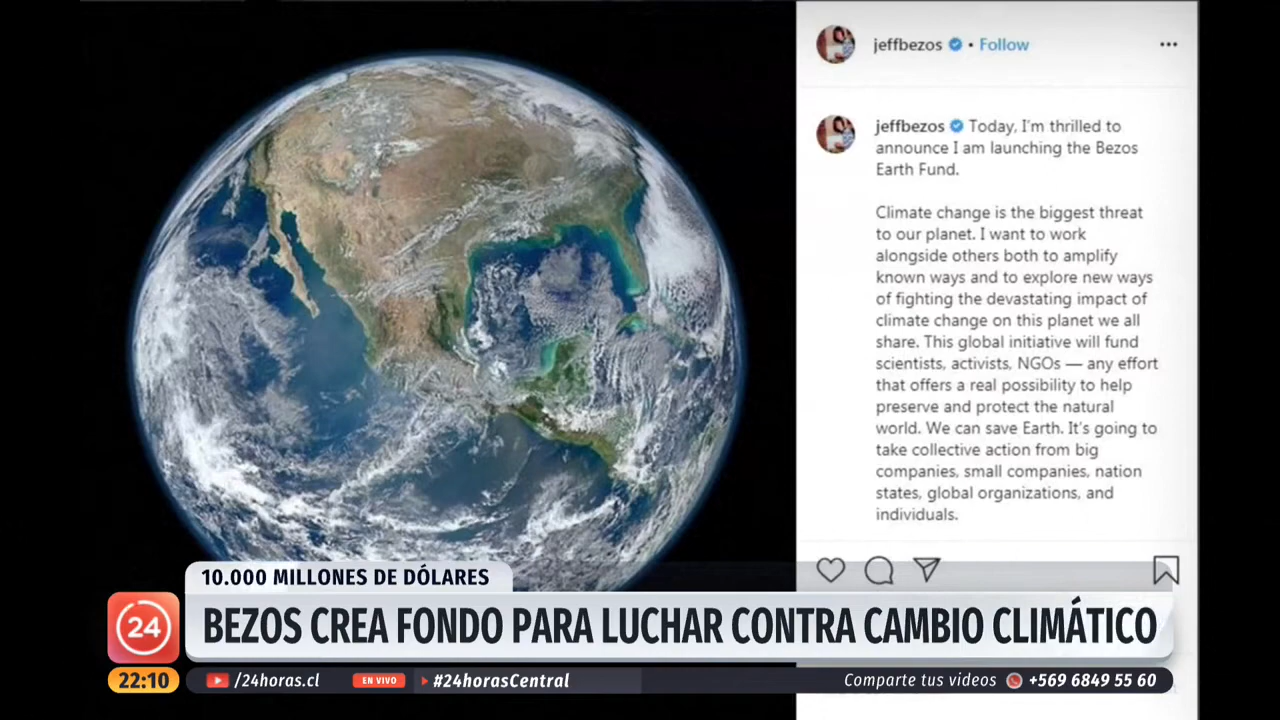 jeffbezos • Follow
jeffbezos Today, I'm thrilled to
announce I am launching the Bezos
Earth Fund.
Climate change is the biggest threat
to our planet. I want to work
alongside others both to amplify
known ways and to explore new ways
of fighting the devastating impact of
climate change on this planet we all
share. This global initiative will fund
scientists, activists, NGOs — any effort
that offers a real possibility to help
preserve and protect the natural
world. We can save Earth. It's going to
take collective action from big
companies, small companies, nation
states, global organizations, and
individuals.
10.000 MILLONES DE DÓLARES
24
BEZOS CREA FONDO PARA LUCHAR CONTRA CAMBIO CLIMÁTICO
22:10 /24horas.cl EN VIVO #24horasCentral Comparte tus videos +569 6849 55 60